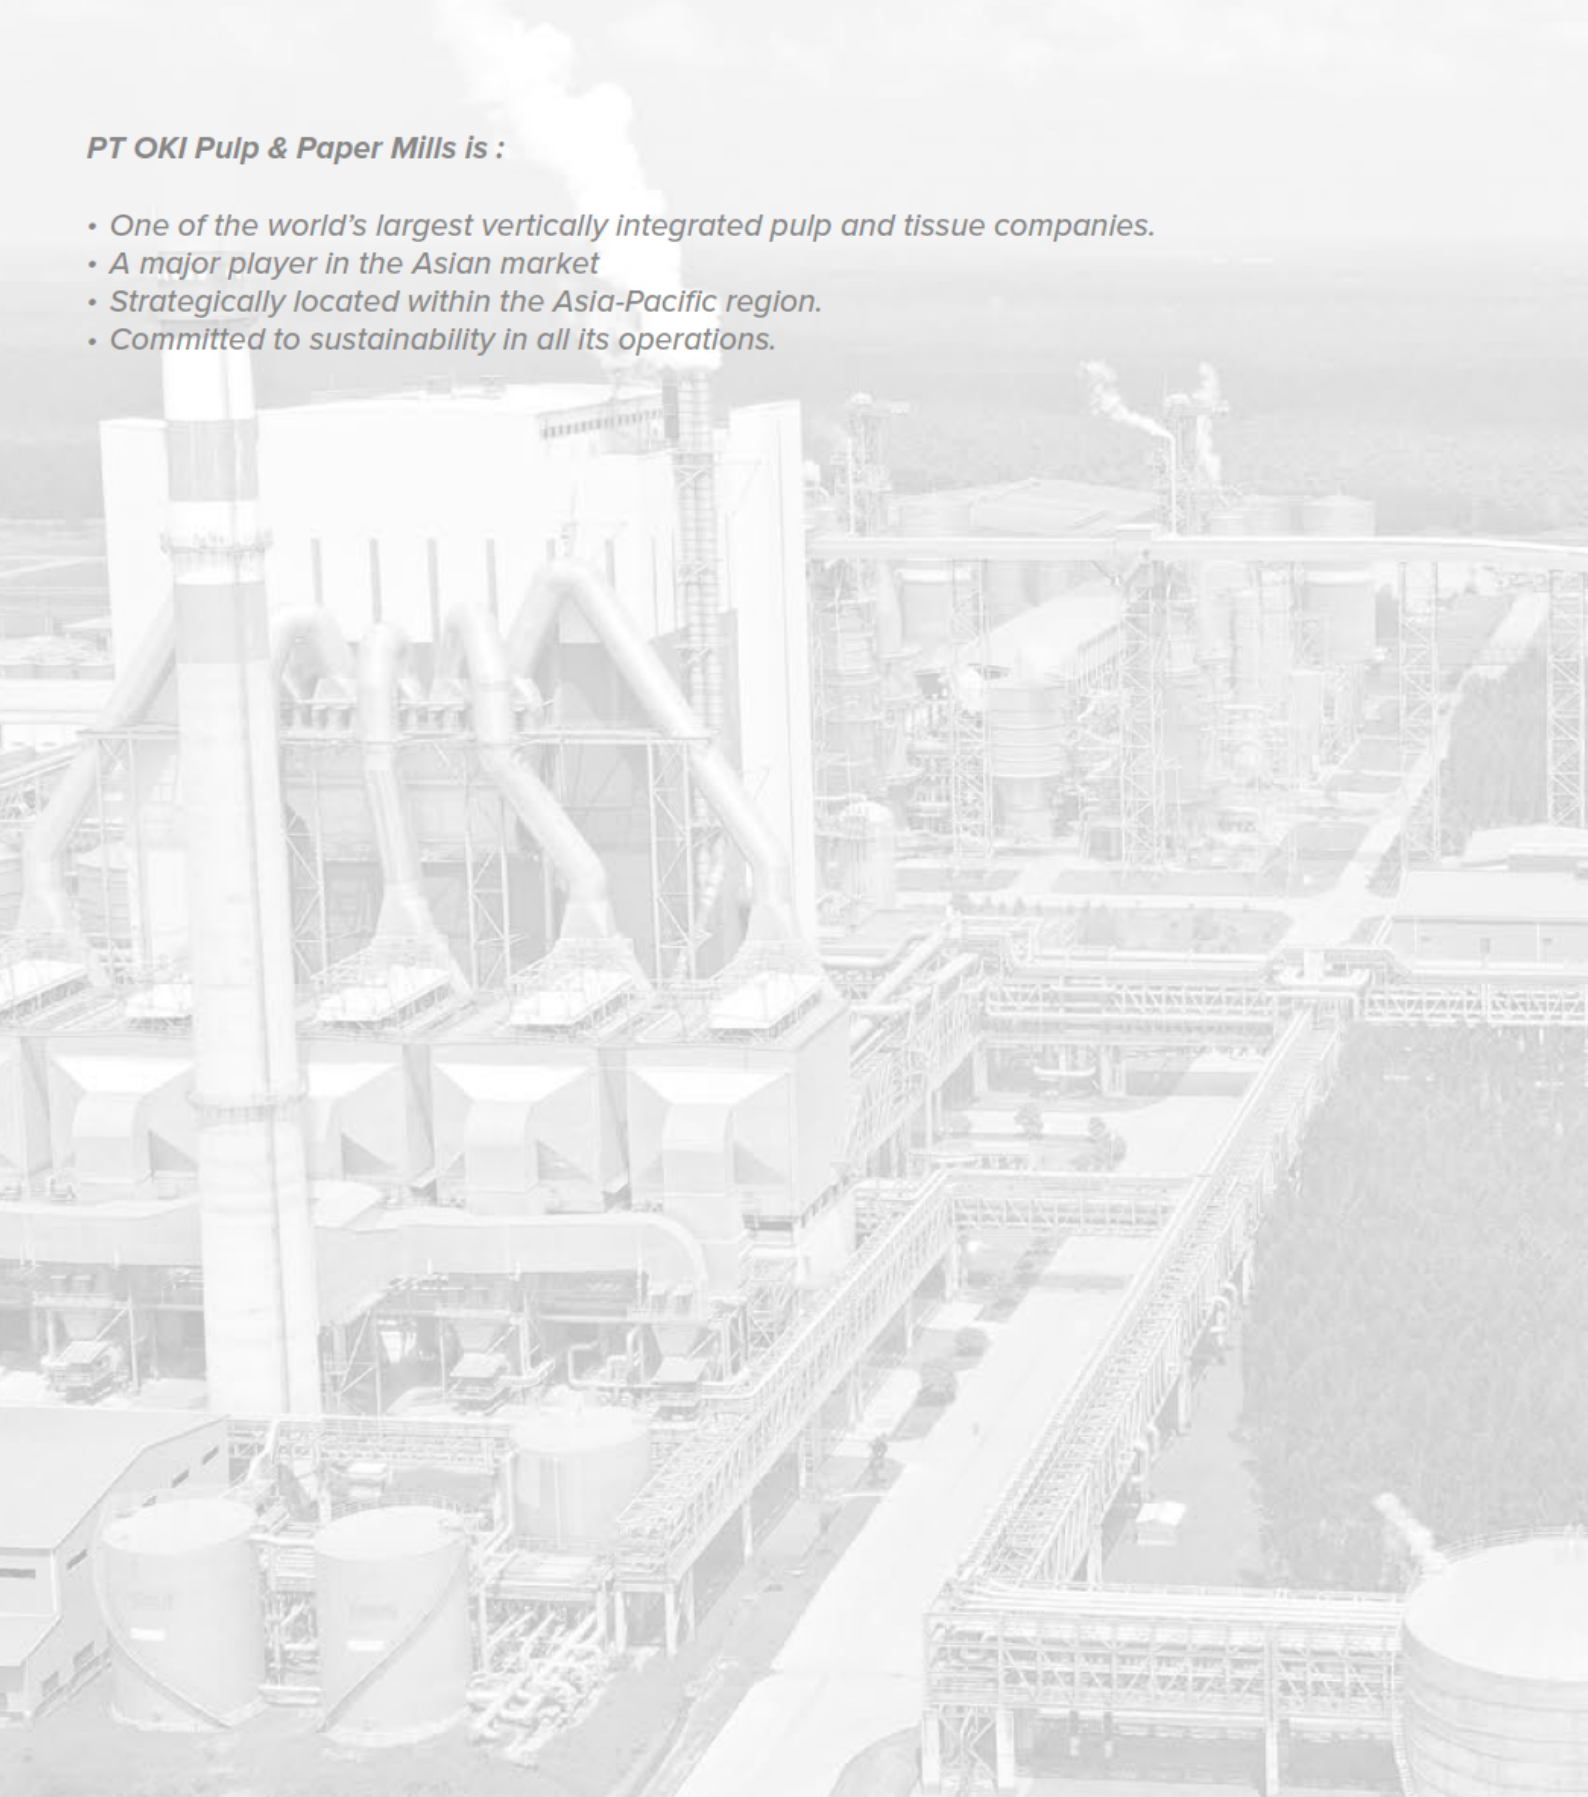 PT OKI Pulp & Paper Mills is :
• One of the world’s largest vertically integrated pulp and tissue companies.
• A major player in the Asian market
• Strategically located within the Asia-Pacific region.
• Committed to sustainability in all its operations.